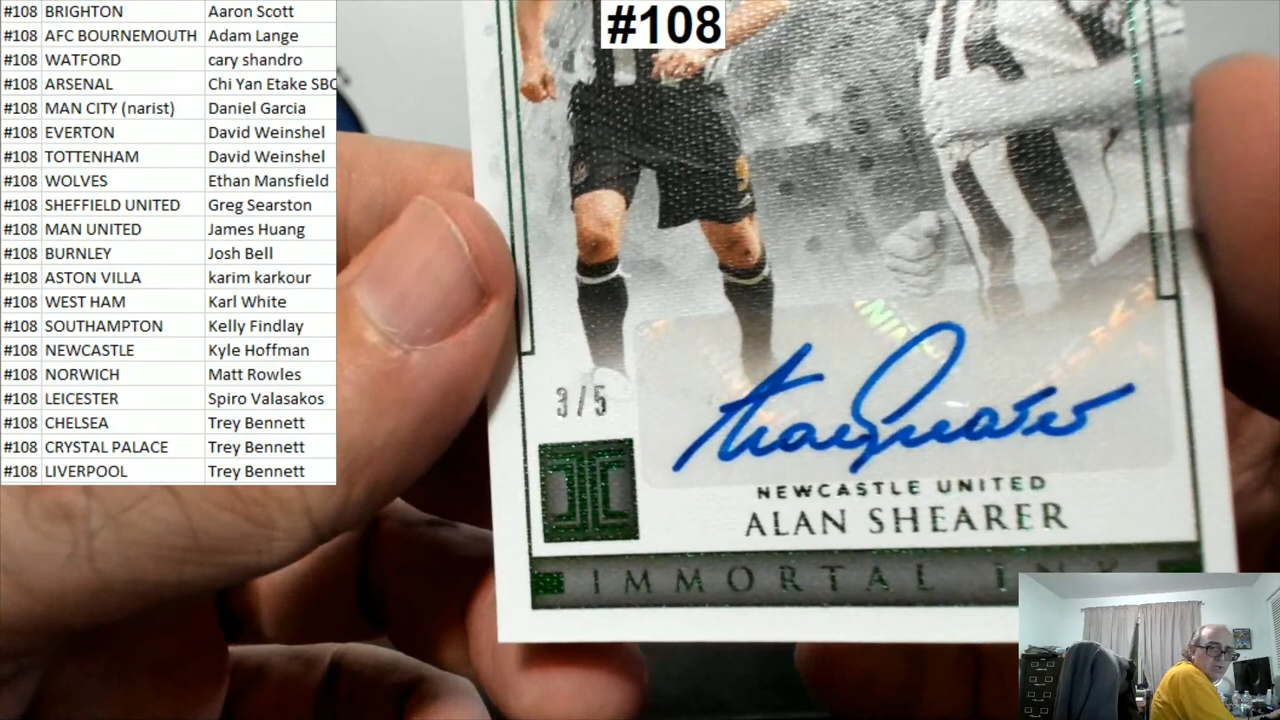 #108
#108 BRIGHTON Aaron Scott
#108 AFC BOURNEMOUTH Adam Lange
#108 WATFORD cary shandro
#108 ARSENAL Chi Yan Etake SBC
#108 MAN CITY (narist) Daniel Garcia
#108 EVERTON David Weinshel
#108 TOTTENHAM David Weinshel
#108 WOLVES Ethan Mansfield
#108 SHEFFIELD UNITED Greg Searston
#108 MAN UNITED James Huang
#108 BURNLEY Josh Bell
#108 ASTON VILLA karim karkour
#108 WEST HAM Karl White
#108 SOUTHAMPTON Kelly Findlay
#108 NEWCASTLE Kyle Hoffman
#108 NORWICH Matt Rowles
#108 LEICESTER Spiro Valasakos
#108 CHELSEA Trey Bennett
#108 CRYSTAL PALACE Trey Bennett
#108 LIVERPOOL Trey Bennett
3/5
Alan Shearer
NEWCASTLE UNITED
ALAN SHEARER
IMMORTAL INK